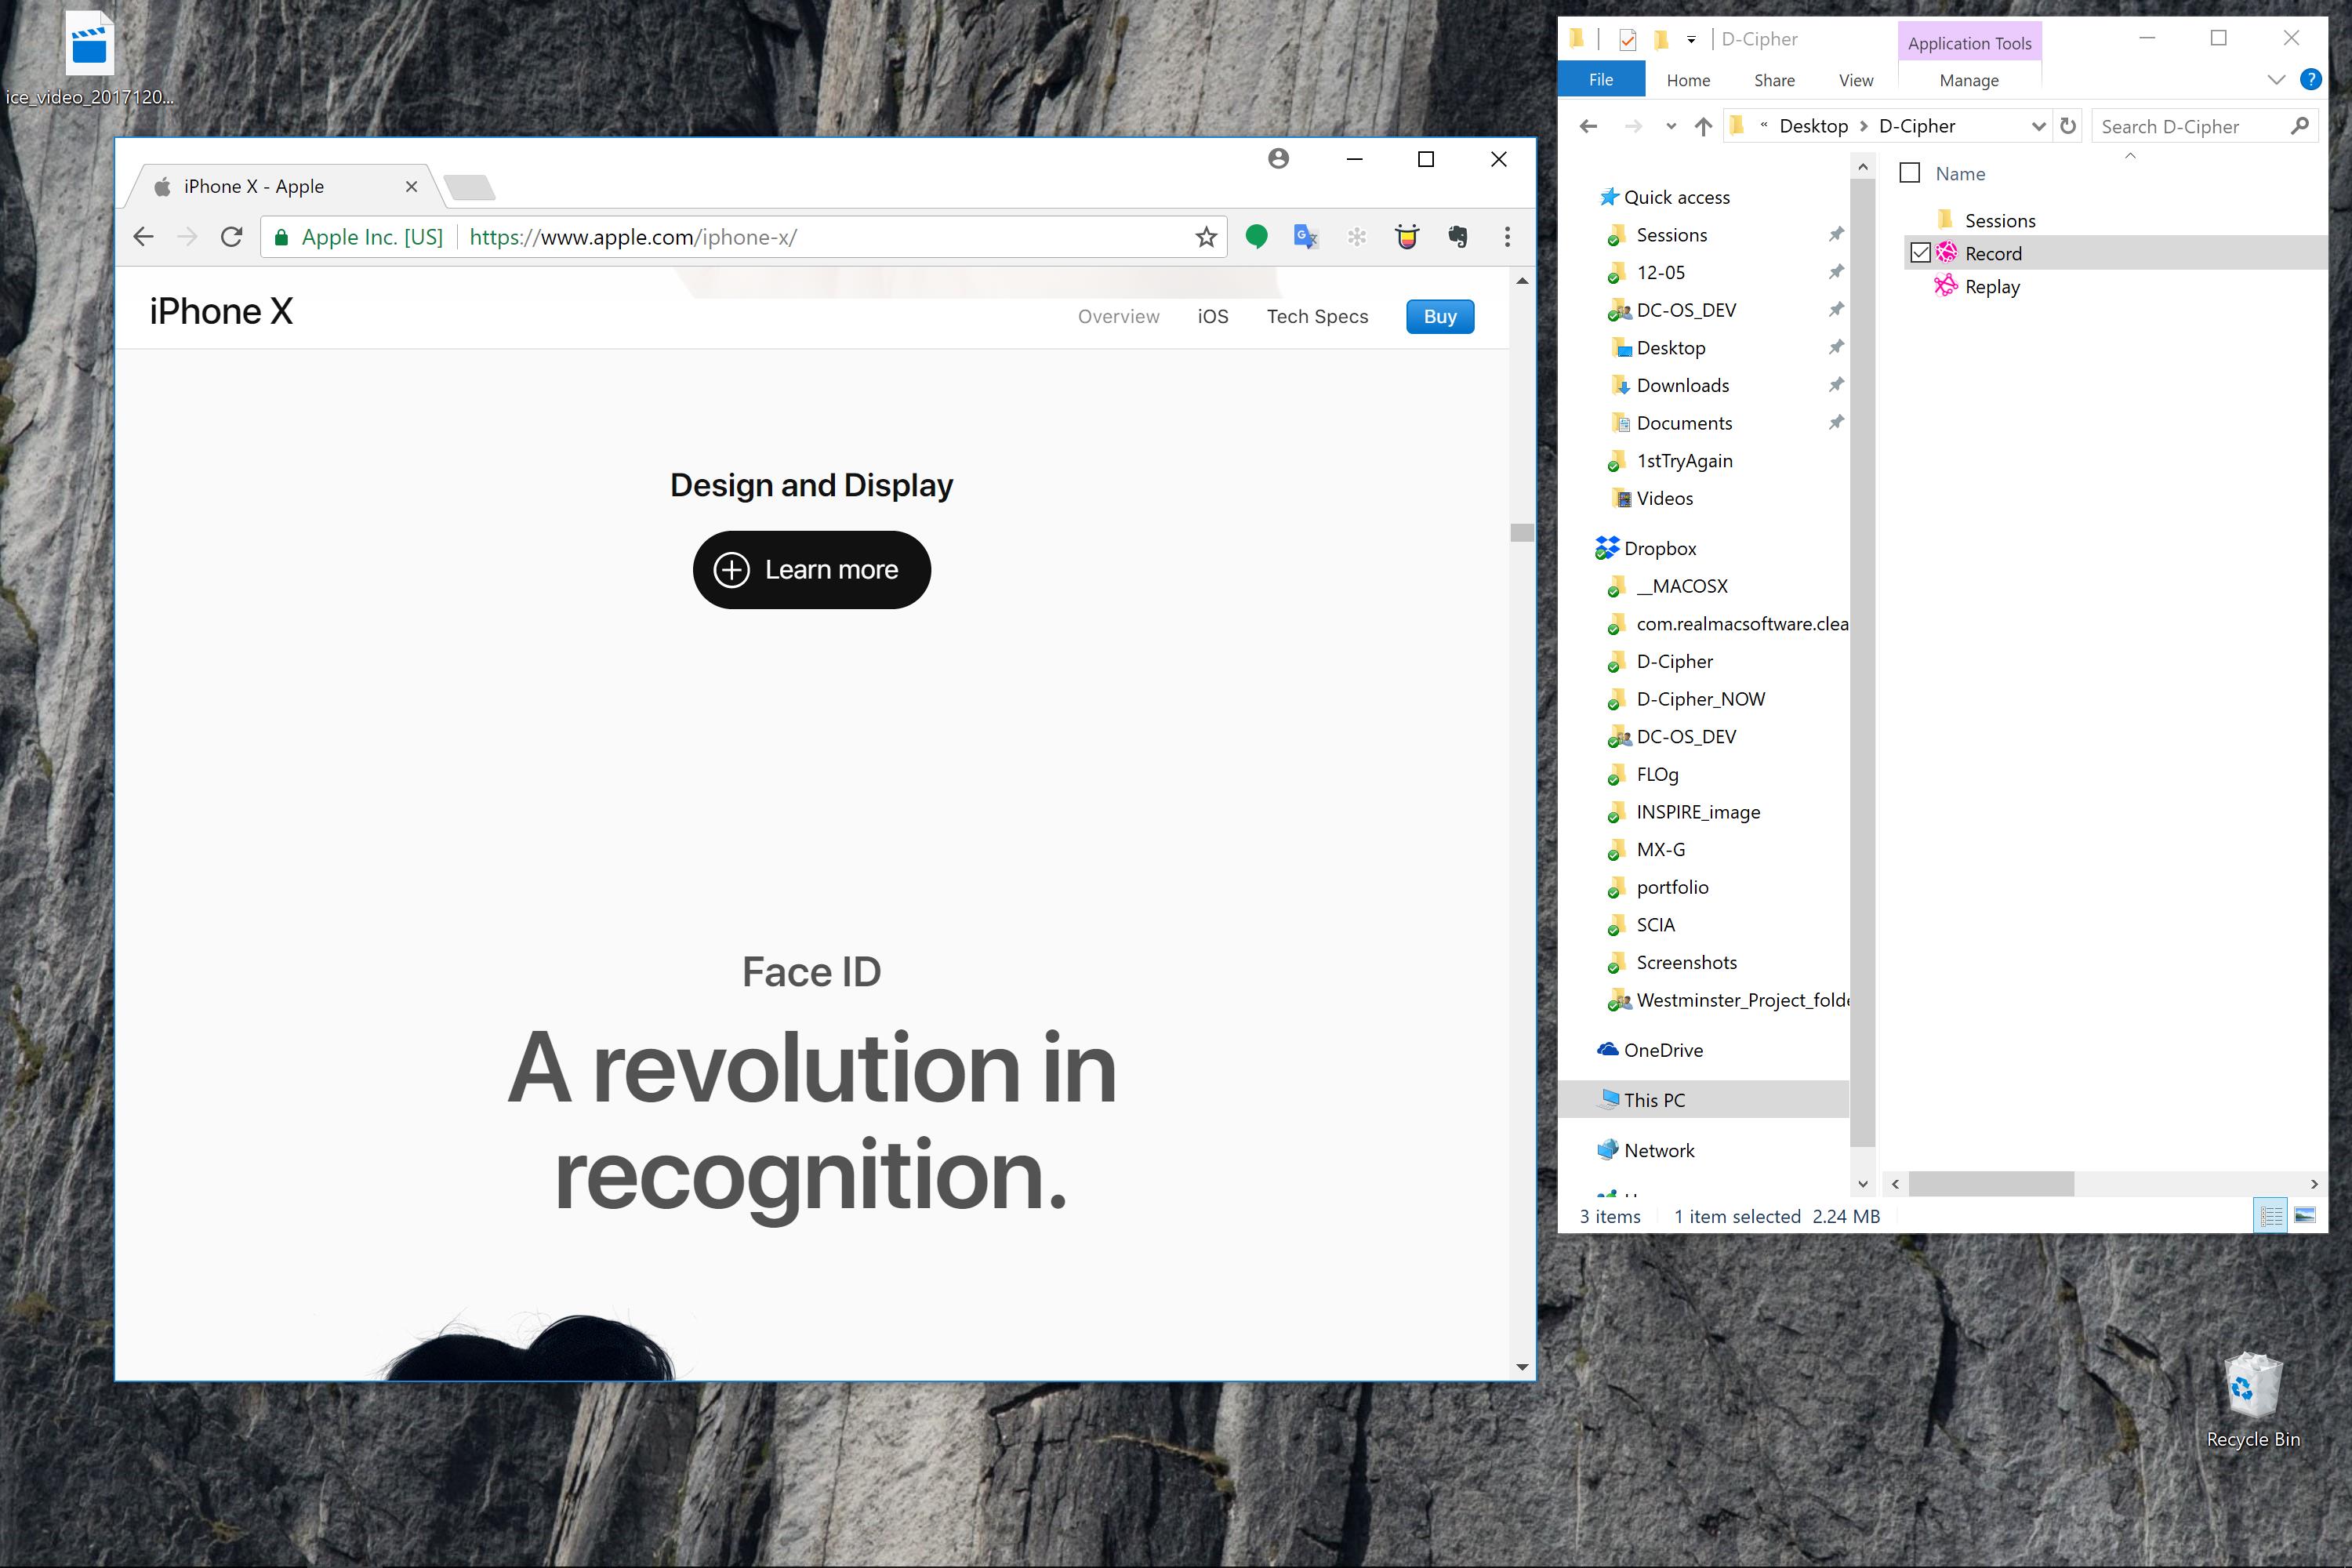 ice_video_2017120...
iPhone X - Apple
Apple Inc. [US]
https://www.apple.com/iphone-x/
iPhone X
Overview
iOS
Tech Specs
Buy
Design and Display
Learn more
Face ID
A revolution in
recognition.
D-Cipher
Application Tools
File
Home
Share
View
Manage
« Desktop > D-Cipher
Search D-Cipher
Quick access
Sessions
12-05
DC-OS_DEV
Desktop
Downloads
Documents
1stTryAgain
Videos
Dropbox
__MACOSX
com.realmacsoftware.clea
D-Cipher
D-Cipher_NOW
DC-OS_DEV
FLOg
INSPIRE_image
MX-G
portfolio
SCIA
Screenshots
Westminster_Project_folde
OneDrive
This PC
Network
Name
Sessions
Record
Replay
3 items
1 item selected 2.24 MB
Recycle Bin